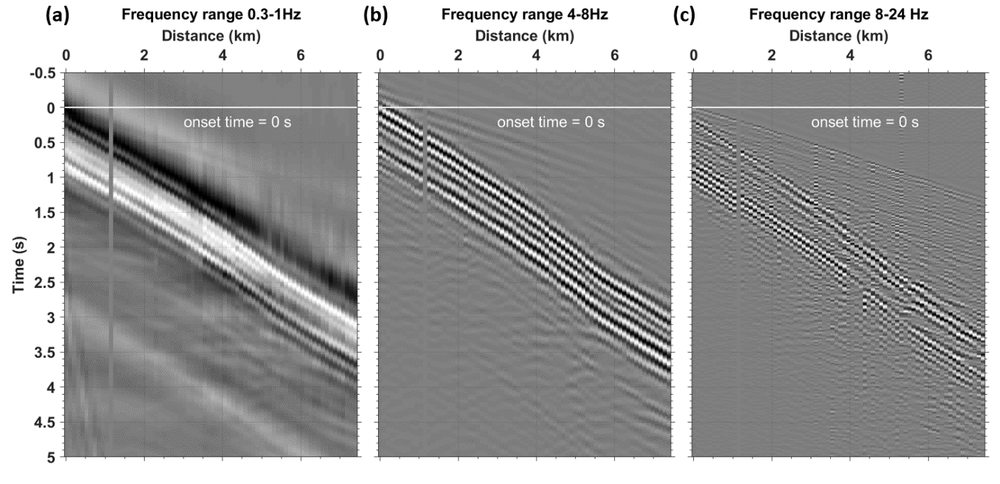 (a) Frequency range 0.3-1Hz
Distance (km)
0 2 4 6
-0.5
0
0.5
1
1.5
2
2.5
3
3.5
4
4.5
5
Time (s)
onset time = 0 s
(b) Frequency range 4-8Hz
Distance (km)
0 2 4 6
onset time = 0 s
(c) Frequency range 8-24 Hz
Distance (km)
0 2 4 6
onset time = 0 s